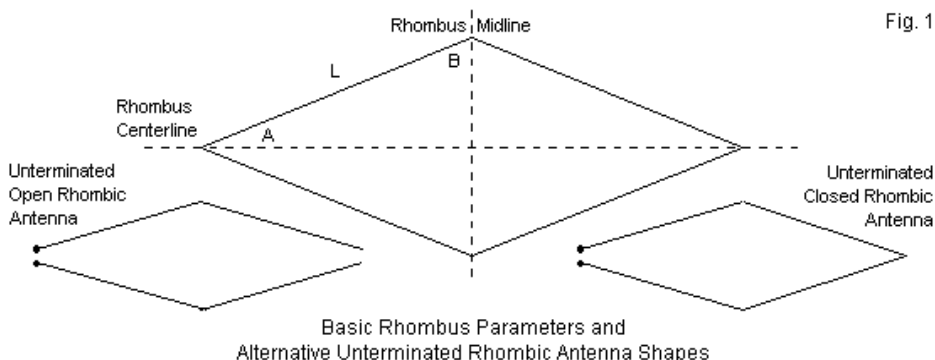 Fig. 1
Rhombus Midline
B
L
A
Rhombus
Centerline
Unterminated
Open Rhombic
Antenna
Unterminated
Closed Rhombic
Antenna
Basic Rhombus Parameters and
Alternative Unterminated Rhombic Antenna Shapes